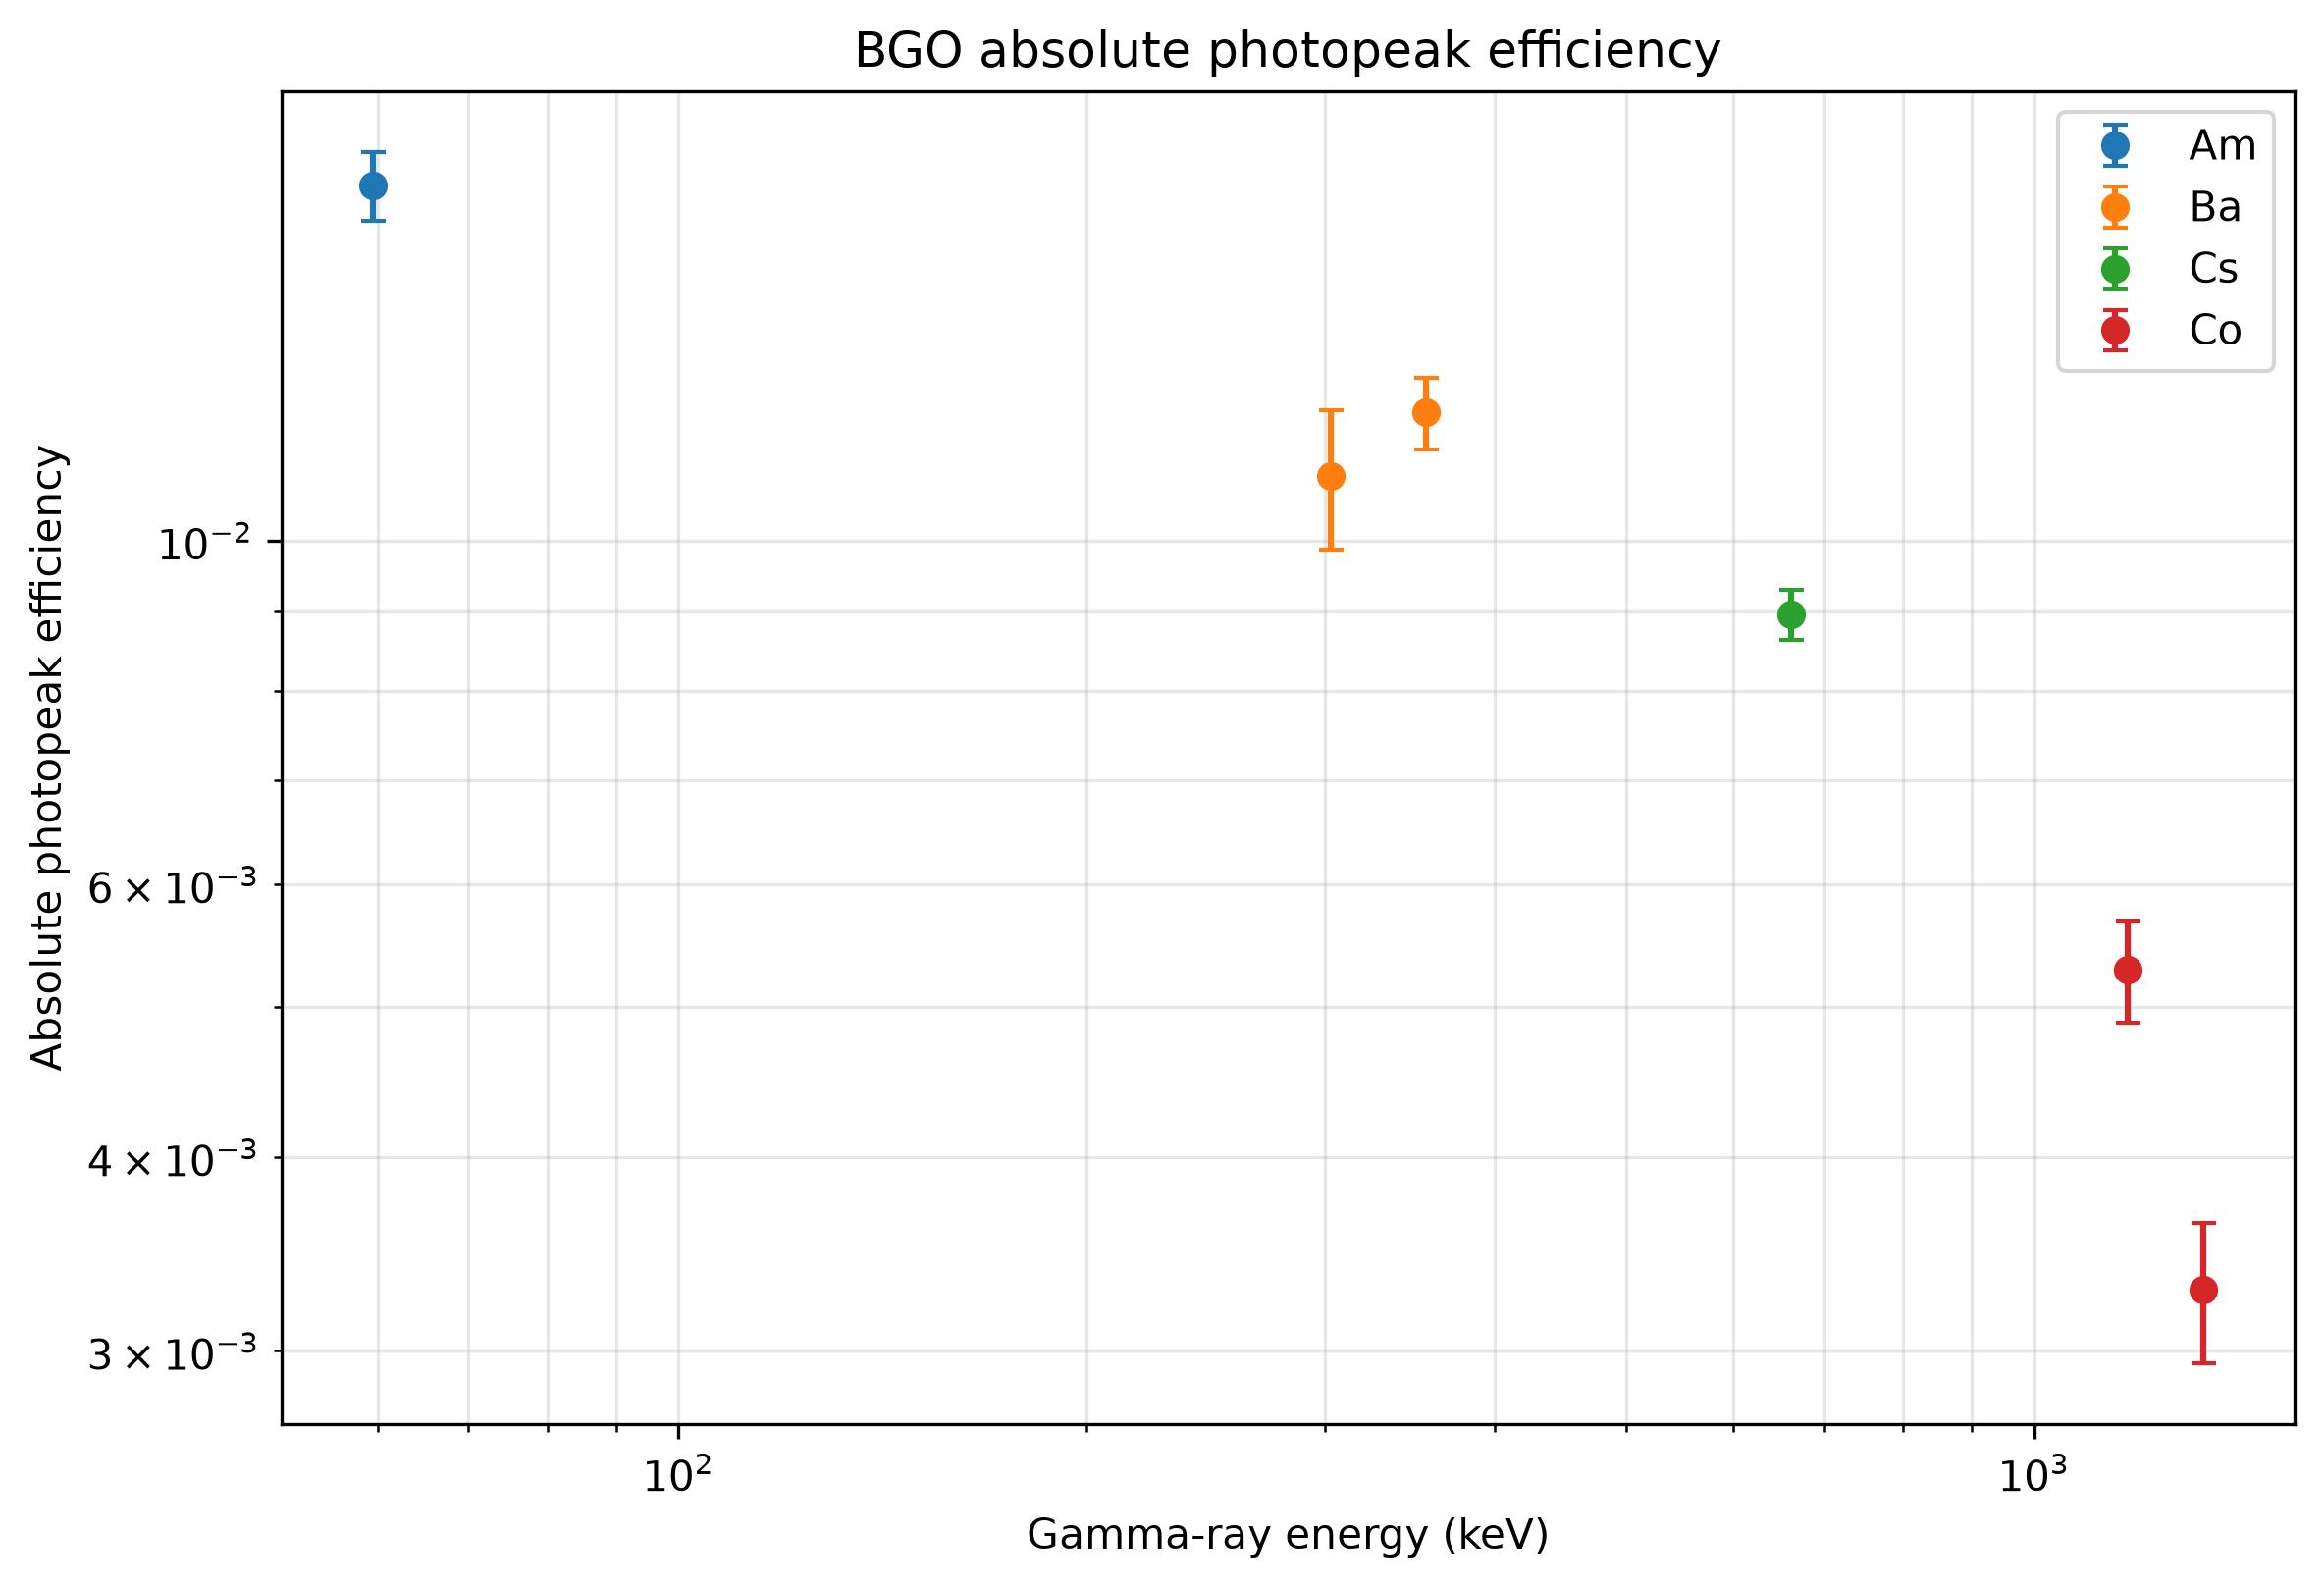 BGO absolute photopeak efficiency
Am
Ba
Cs
Co
Absolute photopeak efficiency
10⁻²
6 × 10⁻³
4 × 10⁻³
3 × 10⁻³
10²
10³
Gamma-ray energy (keV)